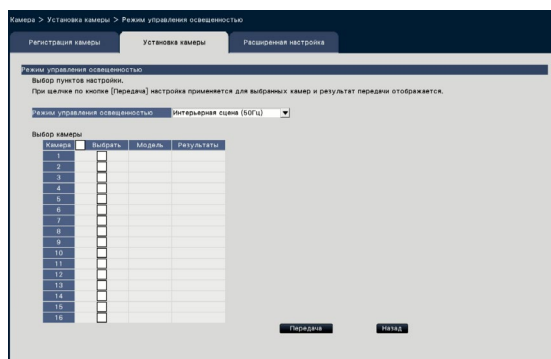 Камера > Установка камеры > Режим управления освещенностью
Регистрация камеры Установка камеры Расширенная настройка
Режим управления освещенностью
Выбор пунктов настройки.
При щелчке по кнопке [Передача] настройка применяется для выбранных камер и результат передачи отображается.
Режим управления освещенностью Интерьерная сцена (50Гц)
Выбор камеры
Камера Выбрать Модель Результаты
1
2
3
4
5
6
7
8
9
10
11
12
13
14
15
16
Передача Назад